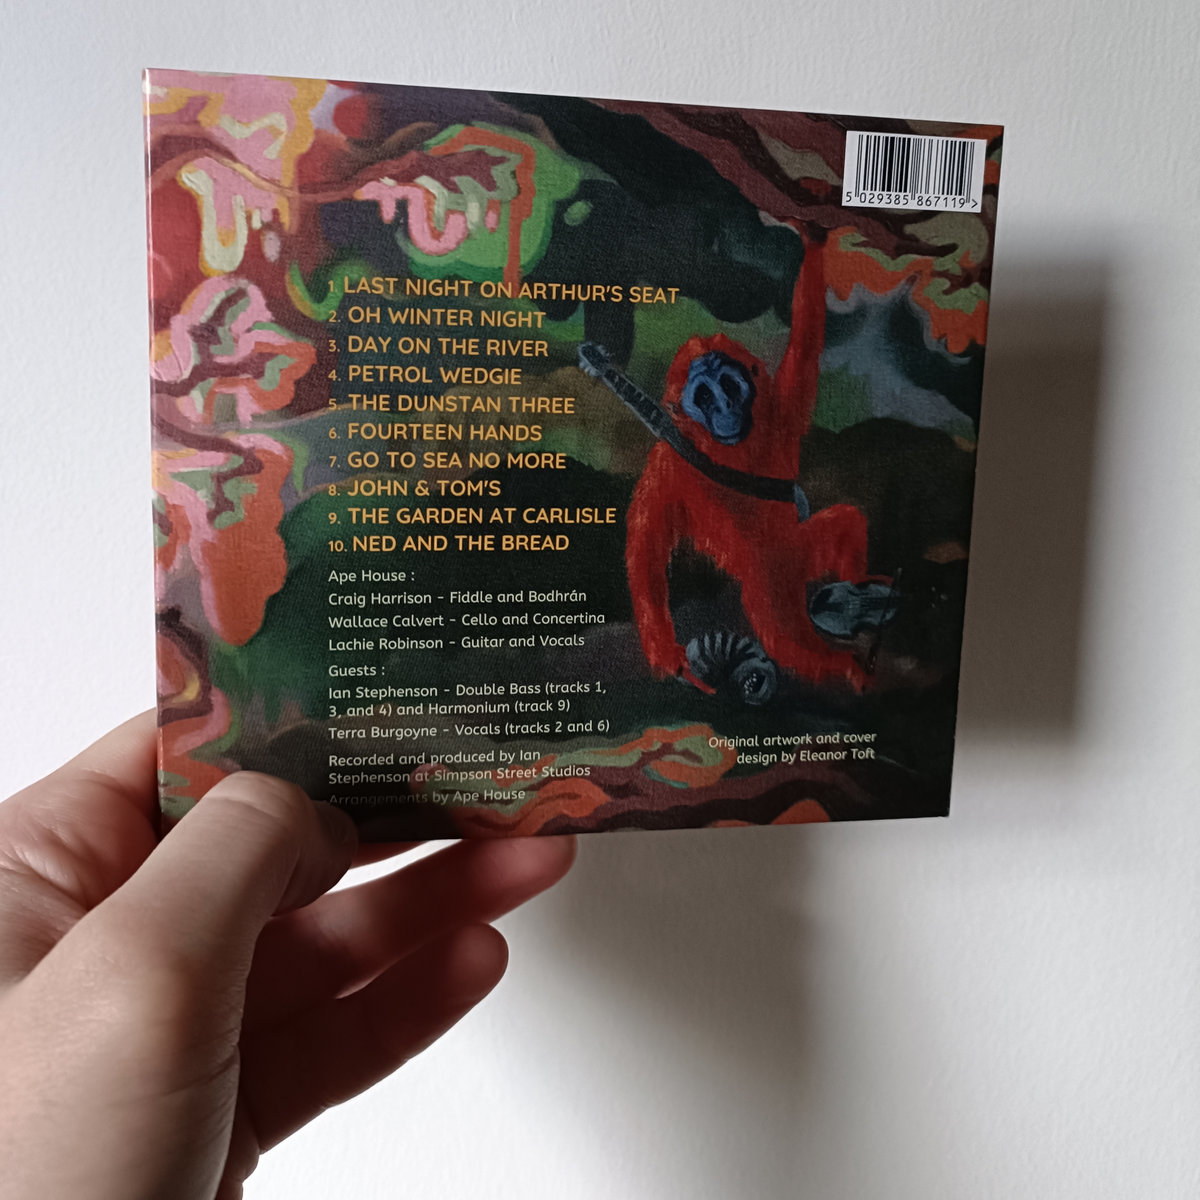 5 029385 867119 >
1. LAST NIGHT ON ARTHUR'S SEAT
2. OH WINTER NIGHT
3. DAY ON THE RIVER
4. PETROL WEDGIE
5. THE DUNSTAN THREE
6. FOURTEEN HANDS
7. GO TO SEA NO MORE
8. JOHN & TOM'S
9. THE GARDEN AT CARLISLE
10. NED AND THE BREAD
Ape House :
Craig Harrison - Fiddle and Bodhrán
Wallace Calvert - Cello and Concertina
Lachie Robinson - Guitar and Vocals
Guests :
Ian Stephenson - Double Bass (tracks 1,
3, and 4) and Harmonium (track 9)
Terra Burgoyne - Vocals (tracks 2 and 6)
Recorded and produced by Ian
Stephenson at Simpson Street Studios
Arrangements by Ape House
Original artwork and cover
design by Eleanor Toft